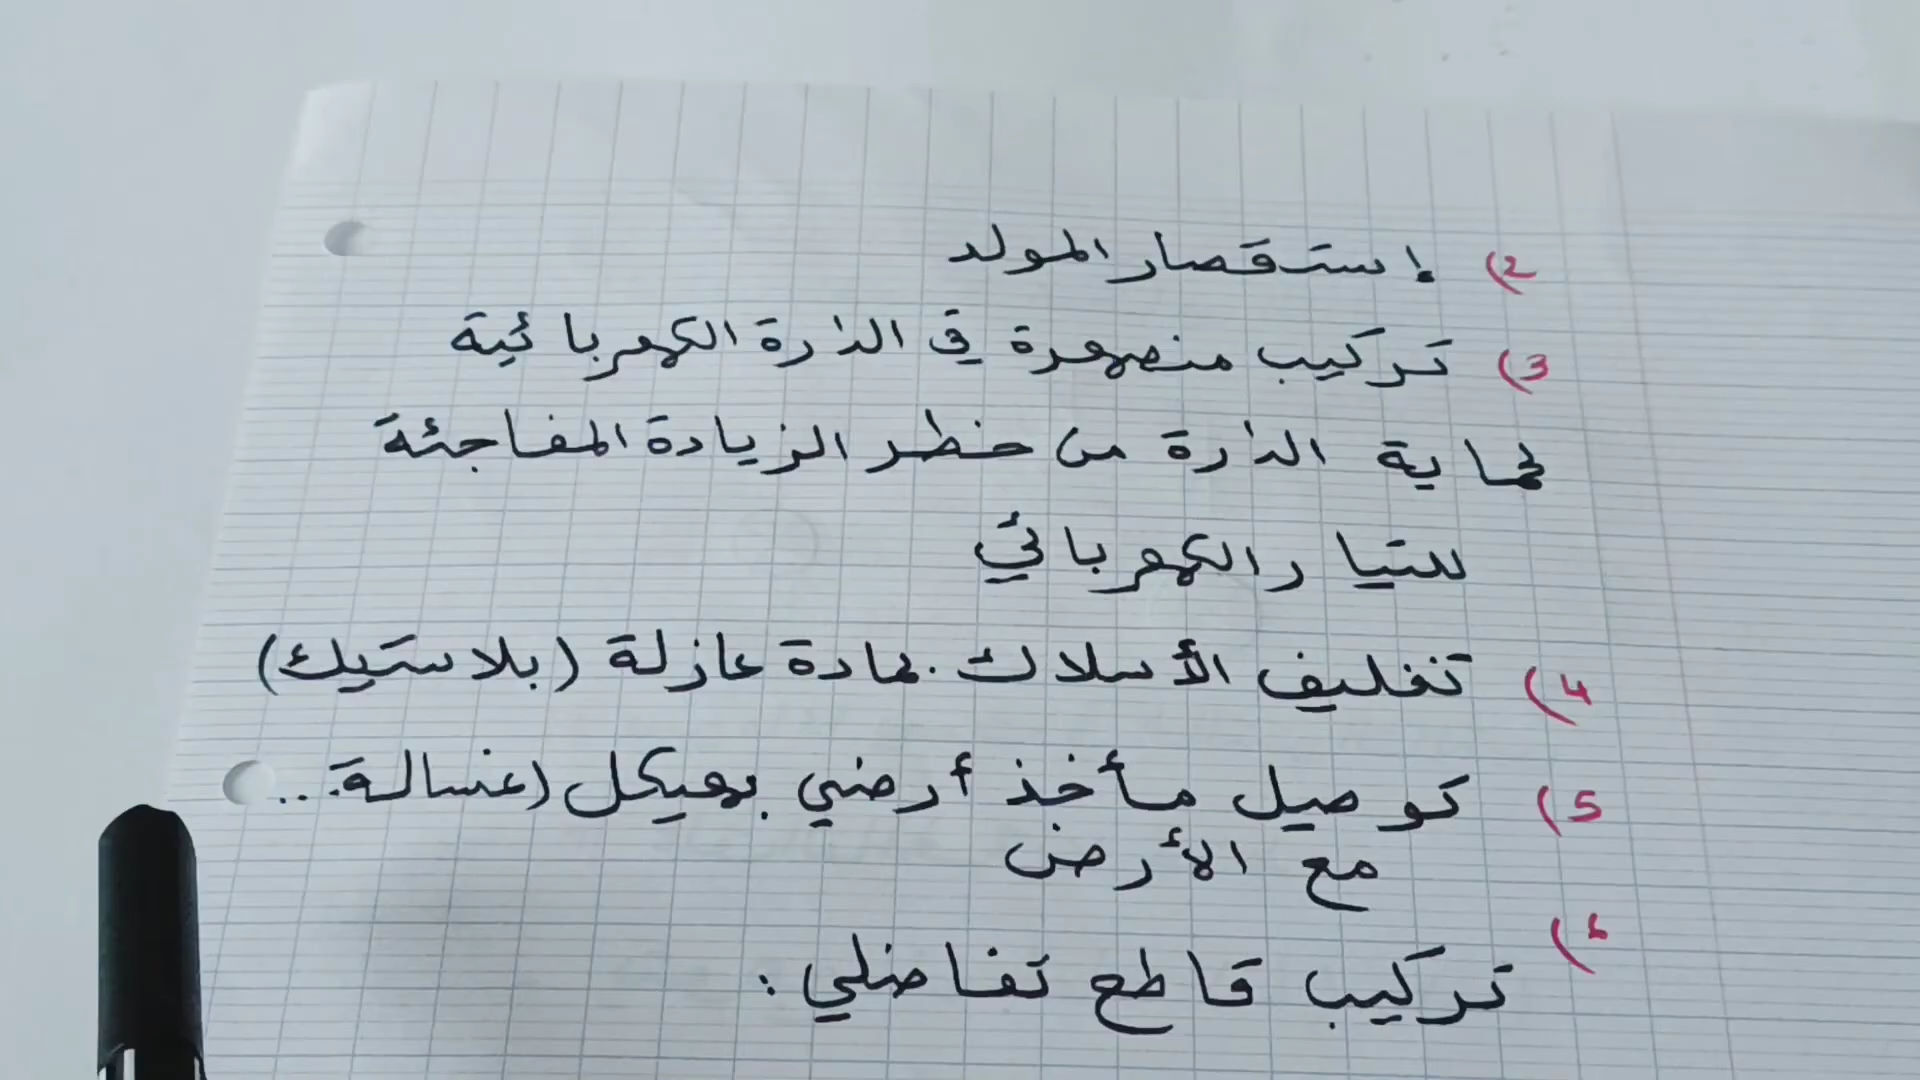 2) إستقصار المولد
3) تركيب منصهرة في الدارة الكهربائية
لحماية الدارة من خطر الزيادة المفاجئة
للتيار الكهربائي
4) تغليف الأسلاك بمادة عازلة (بلاستيك)
5) كوصيل مأخذ أرضي بهيكل (غسالة...
مع الأرض
6) تركيب قاطع تفاضلي :